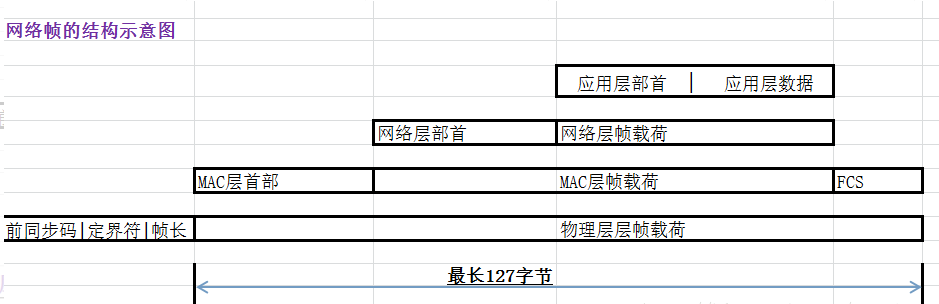 网络帧的结构示意图
应用层部首 | 应用层数据
网络层部首 网络层帧载荷
MAC层首部 MAC层帧载荷 FCS
前同步码|定界符|帧长 物理层层帧载荷
最长127字节